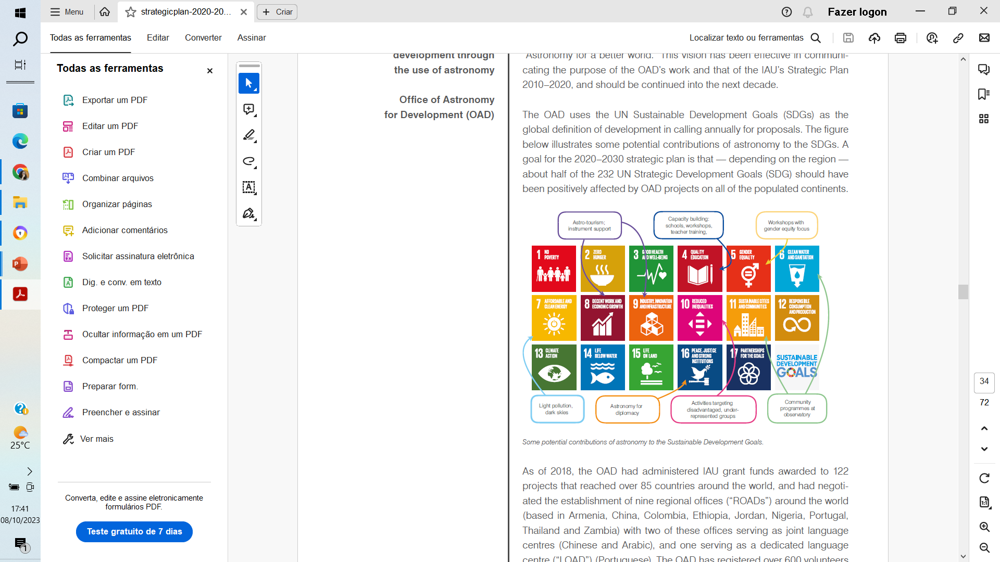 Menu
strategicplan-2020-20...
Criar
Fazer logon
Todas as ferramentas
Editar
Converter
Assinar
Localizar texto ou ferramentas
Todas as ferramentas
Exportar um PDF
Editar um PDF
Criar um PDF
Combinar arquivos
Organizar páginas
Adicionar comentários
Solicitar assinatura eletrônica
Dig. e conv. em texto
Proteger um PDF
Ocultar informação em um PDF
Compactar um PDF
Preparar form.
Preencher e assinar
Ver mais
Converta, edite e assine eletronicamente
formulários PDF.
Teste gratuito de 7 dias
25°C
17:41
08/10/2023
1
development through
the use of astronomy
Office of Astronomy
for Development (OAD)
"Astronomy for a better world." This vision has been effective in communi-
cating the purpose of the OAD's work and that of the IAU's Strategic Plan
2010–2020, and should be continued into the next decade.
The OAD uses the UN Sustainable Development Goals (SDGs) as the
global definition of development in calling annually for proposals. The figure
below illustrates some potential contributions of astronomy to the SDGs. A
goal for the 2020–2030 strategic plan is that — depending on the region —
about half of the 232 UN Strategic Development Goals (SDG) should have
been positively affected by OAD projects on all of the populated continents.
Astro-tourism;
instrument support
Capacity building:
schools, workshops,
teacher training,
Workshops with
gender equity focus
1 NO
POVERTY
2 ZERO
HUNGER
3 GOOD HEALTH
AND WELL-BEING
4 QUALITY
EDUCATION
5 GENDER
EQUALITY
6 CLEAN WATER
AND SANITATION
7 AFFORDABLE AND
CLEAN ENERGY
8 DECENT WORK AND
ECONOMIC GROWTH
9 INDUSTRY, INNOVATION
AND INFRASTRUCTURE
10 REDUCED
INEQUALITIES
11 SUSTAINABLE CITIES
AND COMMUNITIES
12 RESPONSIBLE
CONSUMPTION
AND PRODUCTION
13 CLIMATE
ACTION
14 LIFE
BELOW WATER
15 LIFE
ON LAND
16 PEACE, JUSTICE
AND STRONG
INSTITUTIONS
17 PARTNERSHIPS
FOR THE GOALS
SUSTAINABLE
DEVELOPMENT
GOALS
Light pollution,
dark skies
Astronomy for
diplomacy
Activities targeting
disadvantaged, under-
represented groups
Community
programmes at
observatory
Some potential contributions of astronomy to the Sustainable Development Goals.
As of 2018, the OAD had administered IAU grant funds awarded to 122
projects that reached over 85 countries around the world, and had negoti-
ated the establishment of nine regional offices (“ROADs”) around the world
(based in Armenia, China, Colombia, Ethiopia, Jordan, Nigeria, Portugal,
Thailand and Zambia) with two of these offices serving as joint language
centres (Chinese and Arabic), and one serving as a dedicated language
centre (“LOAD”) (Portuguese). The OAD has registered over 600 volunteers
34
72